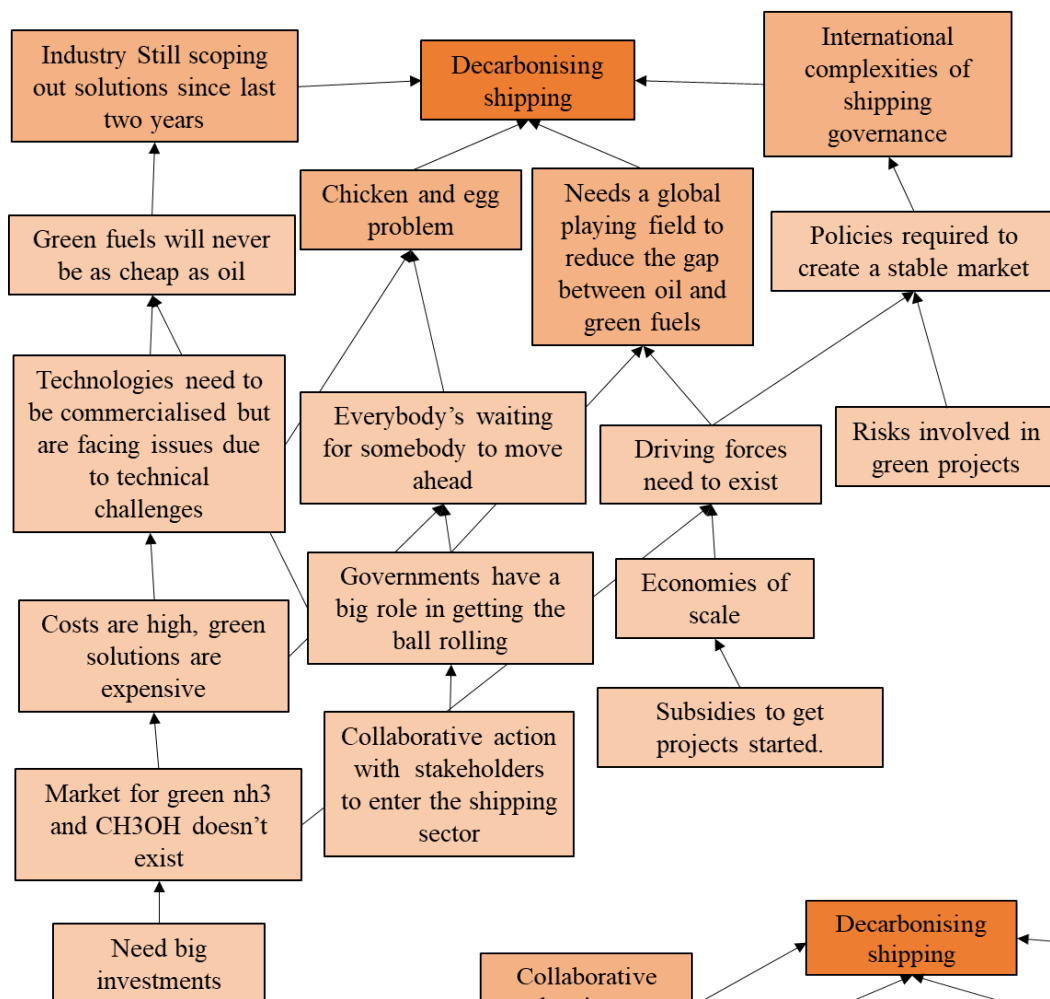 Industry Still scoping
out solutions since last
two years
Decarbonising
shipping
International
complexities of
shipping
governance
Chicken and egg
problem
Needs a global
playing field to
reduce the gap
between oil and
green fuels
Green fuels will never
be as cheap as oil
Policies required to
create a stable market
Technologies need to
be commercialised but
are facing issues due
to technical
challenges
Everybody’s waiting
for somebody to move
ahead
Driving forces
need to exist
Risks involved in
green projects
Governments have a
big role in getting the
ball rolling
Economies of
scale
Costs are high, green
solutions are
expensive
Subsidies to get
projects started.
Collaborative action
with stakeholders
to enter the shipping
sector
Market for green nh3
and CH3OH doesn’t
exist
Need big
investments
Decarbonising
shipping
Collaborative